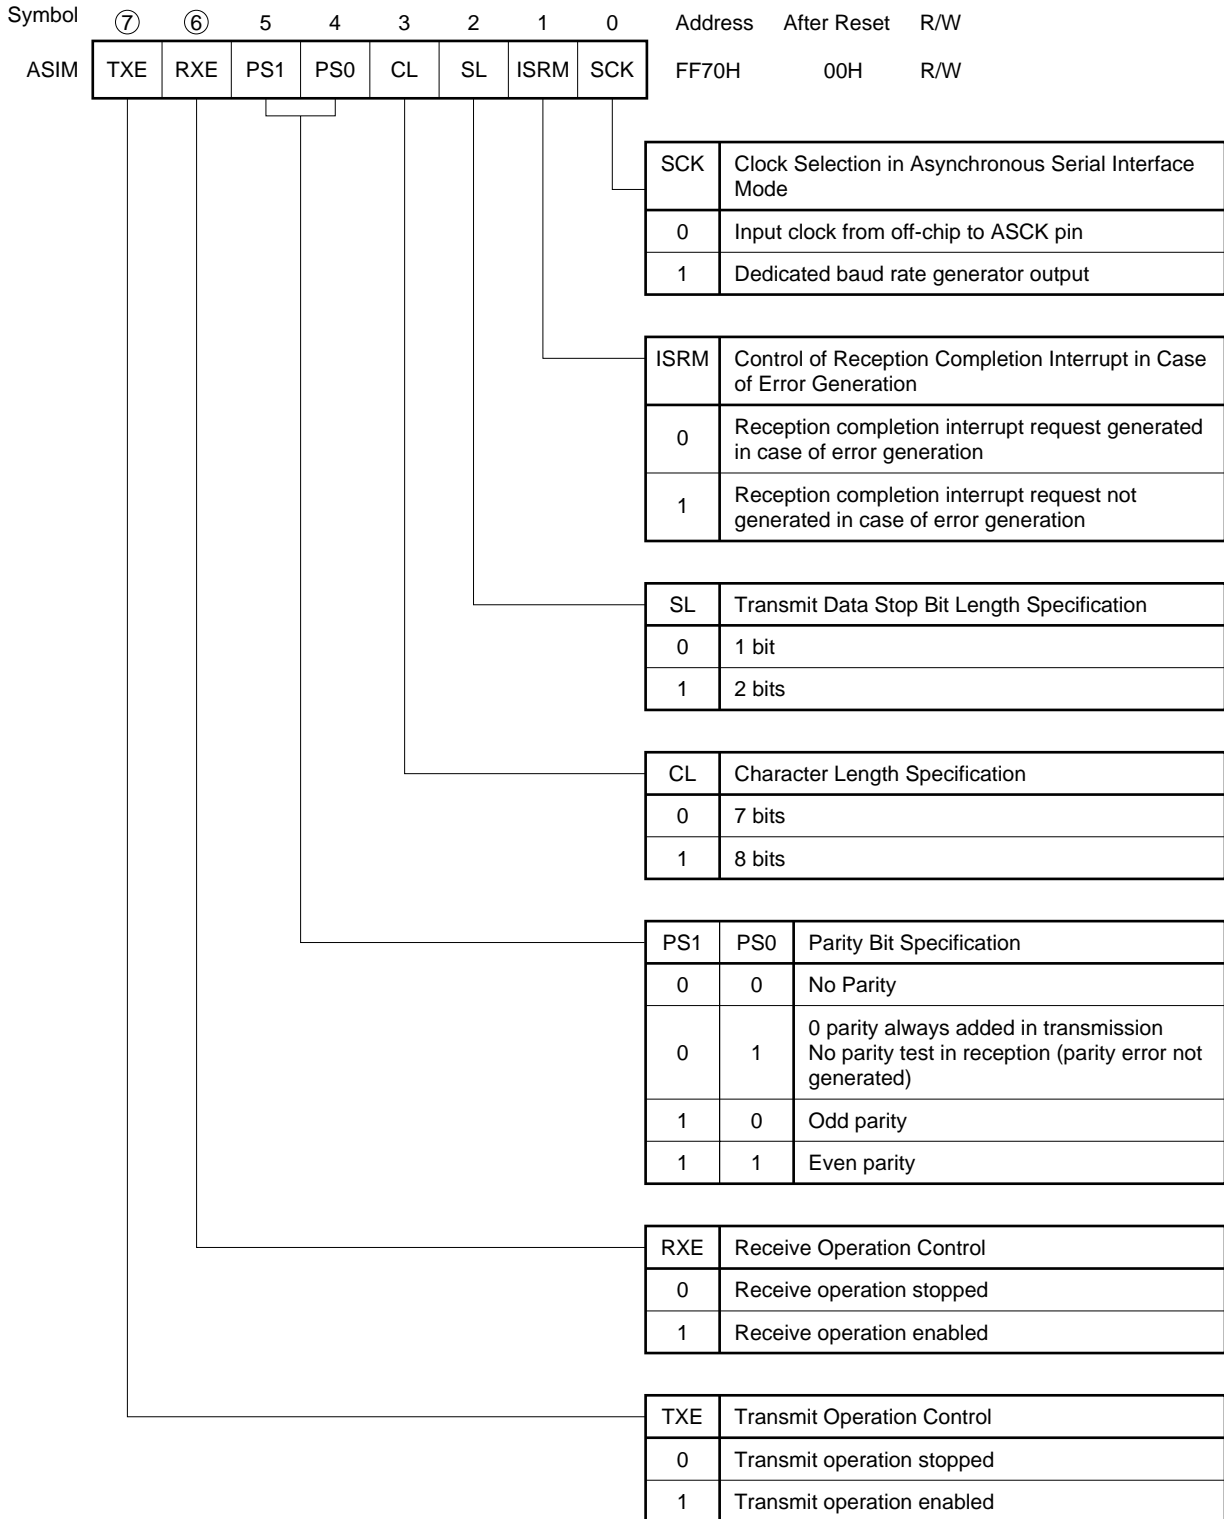 Symbol ⑦ ⑥ 5 4 3 2 1 0 Address After Reset R/W
ASIM TXE RXE PS1 PS0 CL SL ISRM SCK FF70H 00H R/W
SCK Clock Selection in Asynchronous Serial Interface
Mode
0 Input clock from off-chip to ASCK pin
1 Dedicated baud rate generator output
ISRM Control of Reception Completion Interrupt in Case
of Error Generation
0 Reception completion interrupt request generated
in case of error generation
1 Reception completion interrupt request not
generated in case of error generation
SL Transmit Data Stop Bit Length Specification
0 1 bit
1 2 bits
CL Character Length Specification
0 7 bits
1 8 bits
PS1 PS0 Parity Bit Specification
0 0 No Parity
0 1 0 parity always added in transmission
No parity test in reception (parity error not
generated)
1 0 Odd parity
1 1 Even parity
RXE Receive Operation Control
0 Receive operation stopped
1 Receive operation enabled
TXE Transmit Operation Control
0 Transmit operation stopped
1 Transmit operation enabled